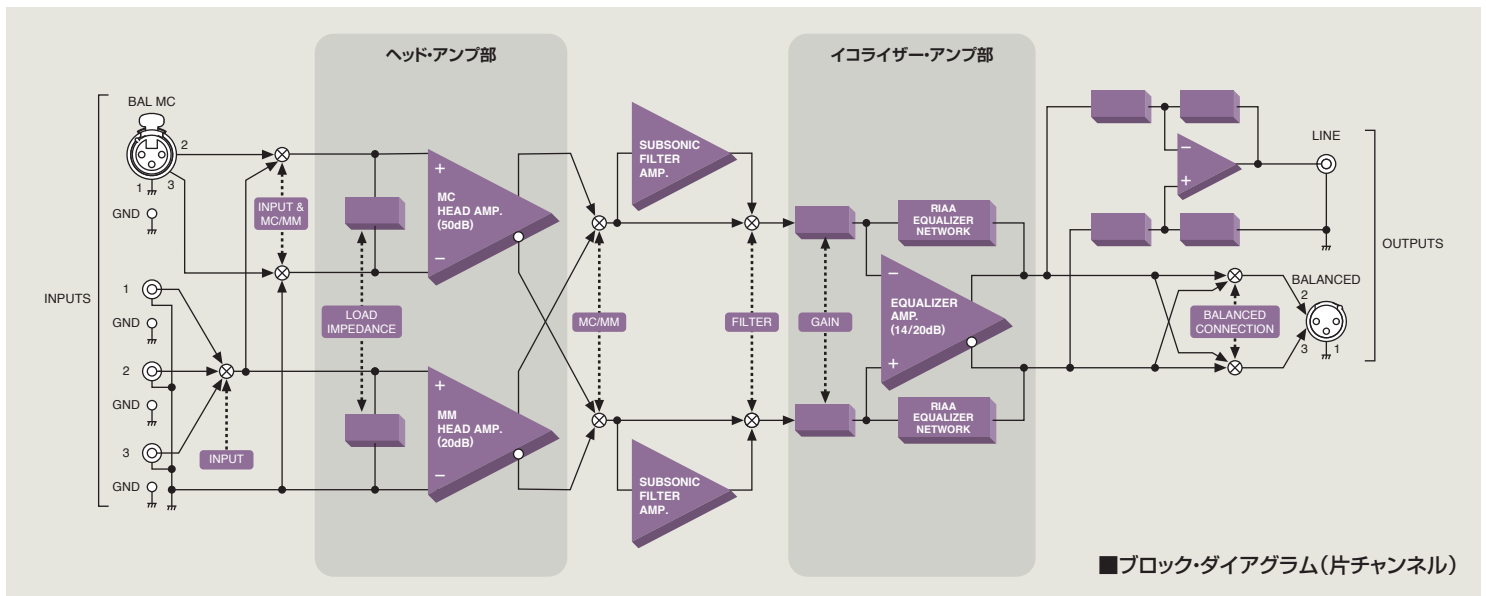 ヘッド・アンプ部
イコライザー・アンプ部
BAL MC
2
1
3
GND
INPUT &
MC/MM
MC
HEAD AMP.
(50dB)
+
−
SUBSONIC
FILTER
AMP.
RIAA
EQUALIZER
NETWORK
−
+
LINE
OUTPUTS
INPUTS
1
GND
2
GND
3
GND
INPUT
LOAD
IMPEDANCE
MC/MM
FILTER
GAIN
−
EQUALIZER
AMP.
(14/20dB)
+
BALANCED
2
3
1
BALANCED
CONNECTION
+
MM
HEAD AMP.
(20dB)
−
RIAA
EQUALIZER
NETWORK
SUBSONIC
FILTER
AMP.
■ブロック・ダイアグラム(片チャンネル)